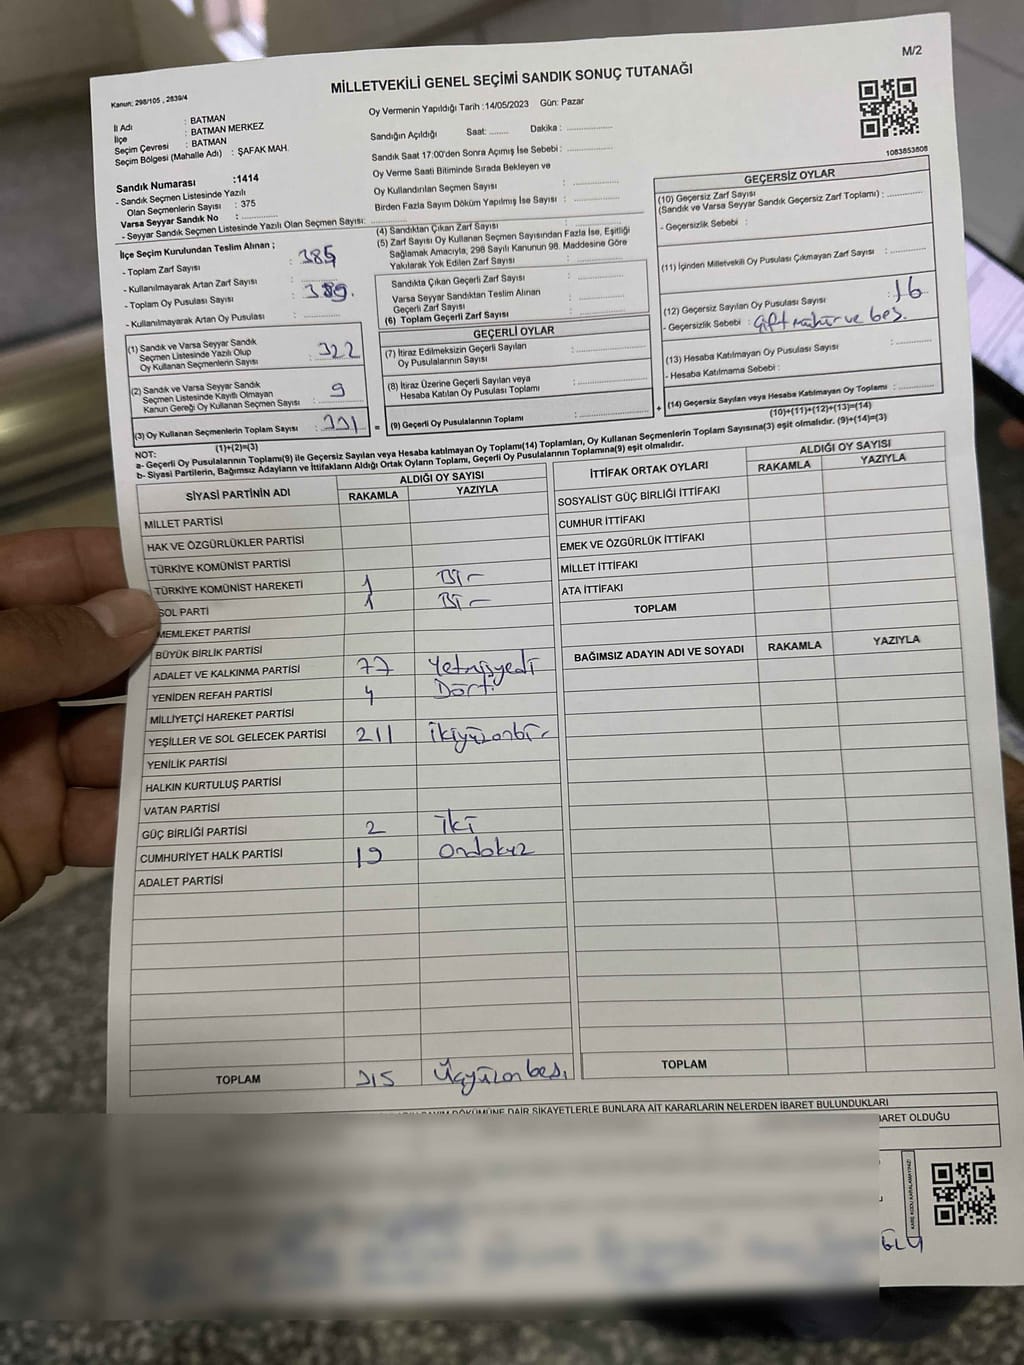 M/2
MİLLETVEKİLİ GENEL SEÇİMİ SANDIK SONUÇ TUTANAĞI
Kanun: 298/105 , 2839/4
İl Adı : BATMAN
İlçe : BATMAN MERKEZ
Seçim Çevresi : BATMAN
Seçim Bölgesi (Mahalle Adı) : ŞAFAK MAH.
Sandık Numarası :1414
- Sandık Seçmen Listesinde Yazılı
Olan Seçmenlerin Sayısı : 375
Varsa Seyyar Sandık No : ..............
- Seyyar Sandık Seçmen Listesinde Yazılı Olan Seçmen Sayısı: ..............
Oy Vermenin Yapıldığı Tarih :14/05/2023 Gün: Pazar
Sandığın Açıldığı Saat: ........ Dakika : ..................
Sandık Saat 17:00'den Sonra Açımış İse Sebebi : ..................
Oy Verme Saati Bitiminde Sırada Bekleyen ve
Oy Kullandırılan Seçmen Sayısı : ..................
Birden Fazla Sayım Döküm Yapılmış İse Sayısı : ..................
1083853808
İlçe Seçim Kurulundan Teslim Alınan ;
- Toplam Zarf Sayısı : 385
- Kullanılmayarak Artan Zarf Sayısı : ..............
- Toplam Oy Pusulası Sayısı : 389.
- Kullanılmayarak Artan Oy Pusulası : ..............
(1) Sandık ve Varsa Seyyar Sandık
Seçmen Listesinde Yazılı Olup
Oy Kullanan Seçmenlerin Sayısı : 322
(2) Sandık ve Varsa Seyyar Sandık
Seçmen Listesinde Kayıtlı Olmayan
Kanun Gereği Oy Kullanan Seçmen Sayısı : 9
(3) Oy Kullanan Seçmenlerin Toplam Sayısı : 331
(1)+(2)=(3)
(4) Sandıktan Çıkan Zarf Sayısı : ..............
(5) Zarf Sayısı Oy Kullanan Seçmen Sayısından Fazla İse, Eşitliği
Sağlamak Amacıyla, 298 Sayılı Kanunun 98. Maddesine Göre
Yakılarak Yok Edilen Zarf Sayısı : ..............
Sandıkta Çıkan Geçerli Zarf Sayısı : ..............
Varsa Seyyar Sandıktan Teslim Alınan
Geçerli Zarf Sayısı : ..............
(6) Toplam Geçerli Zarf Sayısı : ..............
GEÇERLİ OYLAR
(7) İtiraz Edilmeksizin Geçerli Sayılan
Oy Pusulalarının Sayısı : ..............
(8) İtiraz Üzerine Geçerli Sayılan veya
Hesaba Katılan Oy Pusulası Toplamı : ..............
= (9) Geçerli Oy Pusulalarının Toplamı : .............. +
GEÇERSİZ OYLAR
(10) Geçersiz Zarf Sayısı
(Sandık ve Varsa Seyyar Sandık Geçersiz Zarf Toplamı) : ..............
- Geçersizlik Sebebi :
(11) İçinden Milletvekili Oy Pusulası Çıkmayan Zarf Sayısı : ..............
(12) Geçersiz Sayılan Oy Pusulası Sayısı : 16
- Geçersizlik Sebebi : Çift mühür ve boş.
(13) Hesaba Katılmayan Oy Pusulası Sayısı : ..............
- Hesaba Katılmama Sebebi :
(14) Geçersiz Sayılan veya Hesaba Katılmayan Oy Toplamı : ..............
(10)+(11)+(12)+(13)=(14)
NOT:
a- Geçerli Oy Pusulalarının Toplamı(9) ile Geçersiz Sayılan veya Hesaba katılmayan Oy Toplamı(14) Toplamları, Oy Kullanan Seçmenlerin Toplam Sayısına(3) eşit olmalıdır. (9)+(14)=(3)
b- Siyasi Partilerin, Bağımsız Adayların ve İttifakların Aldığı Ortak Oyların Toplamı, Geçerli Oy Pusulalarının Toplamına(9) eşit olmalıdır.
SİYASİ PARTİNİN ADI ALDIĞI OY SAYISI
RAKAMLA YAZIYLA
MİLLET PARTİSİ
HAK VE ÖZGÜRLÜKLER PARTİSİ
TÜRKİYE KOMÜNİST PARTİSİ
TÜRKİYE KOMÜNİST HAREKETİ 1 Bir
SOL PARTİ 1 Bir
MEMLEKET PARTİSİ
BÜYÜK BİRLİK PARTİSİ
ADALET VE KALKINMA PARTİSİ 77 Yetmişyedi
YENİDEN REFAH PARTİSİ 4 Dört
MİLLİYETÇİ HAREKET PARTİSİ
YEŞİLLER VE SOL GELECEK PARTİSİ 211 ikiyüzonbir
YENİLİK PARTİSİ
HALKIN KURTULUŞ PARTİSİ
VATAN PARTİSİ
GÜÇ BİRLİĞİ PARTİSİ 2 İki
CUMHURİYET HALK PARTİSİ 19 Ondokuz
ADALET PARTİSİ
TOPLAM 315 Üçyüzonbeş
İTTİFAK ORTAK OYLARI ALDIĞI OY SAYISI
RAKAMLA YAZIYLA
SOSYALİST GÜÇ BİRLİĞİ İTTİFAKI
CUMHUR İTTİFAKI
EMEK VE ÖZGÜRLÜK İTTİFAKI
MİLLET İTTİFAKI
ATA İTTİFAKI
TOPLAM
BAĞIMSIZ ADAYIN ADI VE SOYADI RAKAMLA YAZIYLA
TOPLAM
DÖKÜMÜNE DAİR ŞİKAYETLERLE BUNLARA AİT KARARLARIN NELERDEN İBARET BULUNDUKLARI
BARET OLDUĞU
KARE KODU KARALAMAYINIZ!